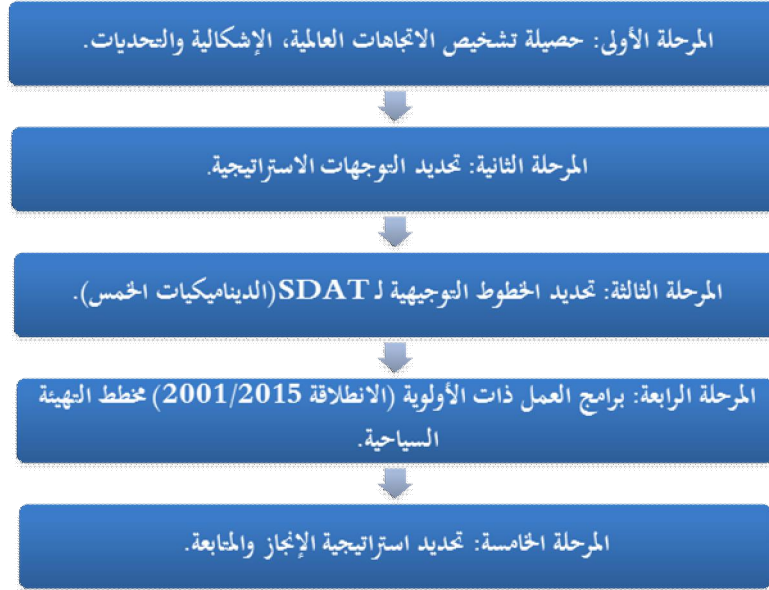 المرحلة الأولى: حصيلة تشخيص الاتجاهات العالمية، الإشكالية والتحديات.
المرحلة الثانية: تحديد التوجهات الاستراتيجية.
المرحلة الثالثة: تحديد الخطوط التوجيهية لـ SDAT(الديناميكيات الخمس).
المرحلة الرابعة: برامج العمل ذات الأولوية (الانطلاقة 2001/2015) مخطط التهيئة
السياحية.
المرحلة الخامسة: تحديد استراتيجية الإنجاز والمتابعة.